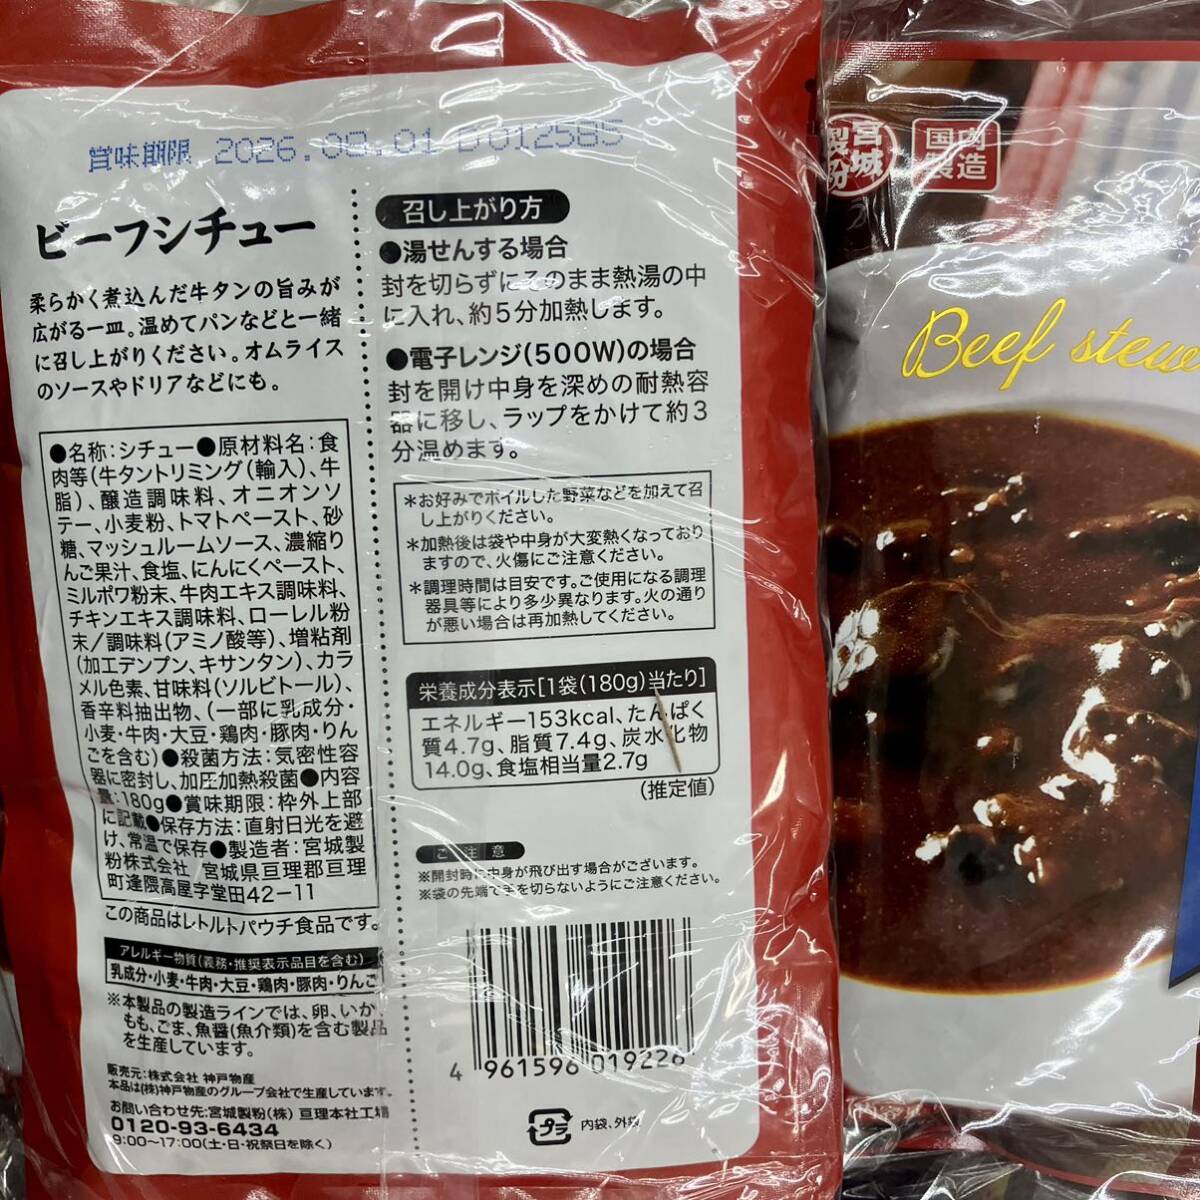 賞味期限 2026.09.01 D012585
ビーフシチュー
柔らかく煮込んだ牛タンの旨みが
広がる一皿。温めてパンなどと一緒
に召し上がりください。オムライス
のソースやドリアなどにも。
●名称：シチュー●原材料名：食
肉等（牛タントリミング（輸入）、牛
脂）、醸造調味料、オニオンソ
テー、小麦粉、トマトペースト、砂
糖、マッシュルームソース、濃縮り
んご果汁、食塩、にんにくペースト、
ミルポワ粉末、牛肉エキス調味料、
チキンエキス調味料、ローレル粉
末／調味料（アミノ酸等）、増粘剤
（加工デンプン、キサンタン）、カラ
メル色素、甘味料（ソルビトール）、
香辛料抽出物、（一部に乳成分・
小麦・牛肉・大豆・鶏肉・豚肉・りん
ごを含む）●殺菌方法：気密性容
器に密封し、加圧加熱殺菌●内容
量：180g●賞味期限：枠外上部
に記載●保存方法：直射日光を避
け、常温で保存●製造者：宮城製
粉株式会社 宮城県亘理郡亘理
町逢隈高屋字堂田42－11
この商品はレトルトパウチ食品です。
アレルギー物質（義務・推奨表示品目を含む）
乳成分・小麦・牛肉・大豆・鶏肉・豚肉・りんご
※本製品の製造ラインでは、卵、いか、
もも、ごま、魚醤（魚介類）を含む製品
を生産しています。
販売元：株式会社 神戸物産
本品は（株）神戸物産のグループ会社で生産しています。
お問い合わせ先：宮城製粉（株） 亘理本社工場
0120-93-6434
9：00〜17：00（土・日・祝祭日を除く）
召し上がり方
●湯せんする場合
封を切らずにそのまま熱湯の中
に入れ、約5分加熱します。
●電子レンジ（500W）の場合
封を開け中身を深めの耐熱容
器に移し、ラップをかけて約3
分温めます。
＊お好みでボイルした野菜などを加えて召
し上がりください。
＊加熱後は袋や中身が大変熱くなっており
ますので、火傷にご注意ください。
＊調理時間は目安です。ご使用になる調理
器具等により多少異なります。火の通り
が悪い場合は再加熱してください。
栄養成分表示［1袋（180g）当たり］
エネルギー153kcal、たんぱく
質4.7g、脂質7.4g、炭水化物
14.0g、食塩相当量2.7g
（推定値）
ご注意
※開封時に中身が飛び出す場合がございます。
※袋の先端で手を切らないようにご注意ください。
4 961596 019226
プラ 内袋、外袋
宮城
製粉
国内
製造
Beef stew